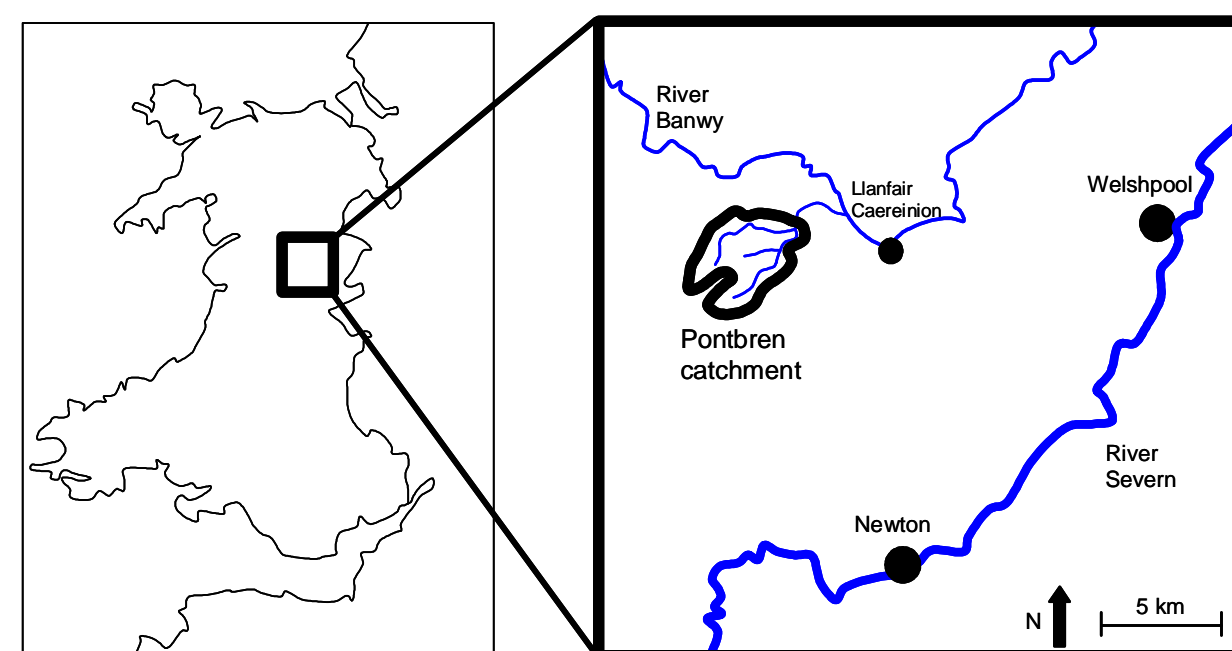 River
Banwy
Llanfair
Caereinion
Welshpool
Pontbren
catchment
River
Severn
Newton
N
5 km